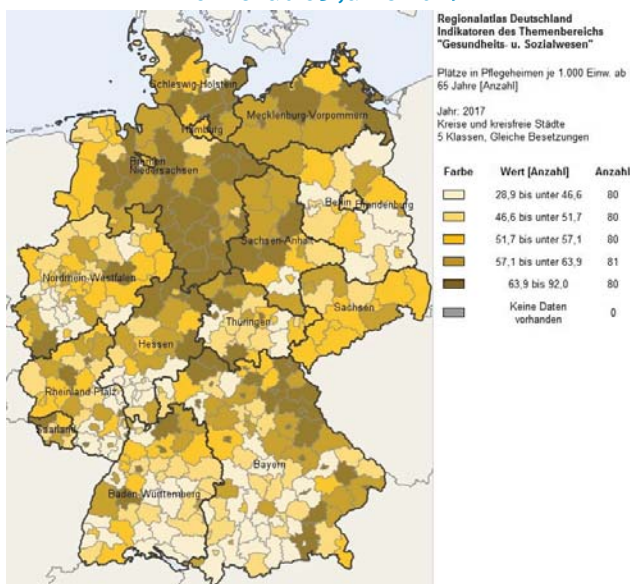 Regionalatlas Deutschland
Indikatoren des Themenbereichs
"Gesundheits- u. Sozialwesen"
Plätze in Pflegeheimen je 1.000 Einw. ab
65 Jahre [Anzahl]
Jahr: 2017
Kreise und kreisfreie Städte
5 Klassen, Gleiche Besetzungen
Farbe Wert [Anzahl] Anzahl
28,9 bis unter 46,6 80
46,6 bis unter 51,7 80
51,7 bis unter 57,1 80
57,1 bis unter 63,9 81
63,9 bis 92,0 80
Keine Daten
vorhanden 0
Schleswig-Holstein
Mecklenburg-Vorpommern
Hamburg
Bremen
Niedersachsen
Berlin
Brandenburg
Sachsen-Anhalt
Nordrhein-Westfalen
Sachsen
Thüringen
Hessen
Rheinland-Pfalz
Saarland
Bayern
Baden-Württemberg